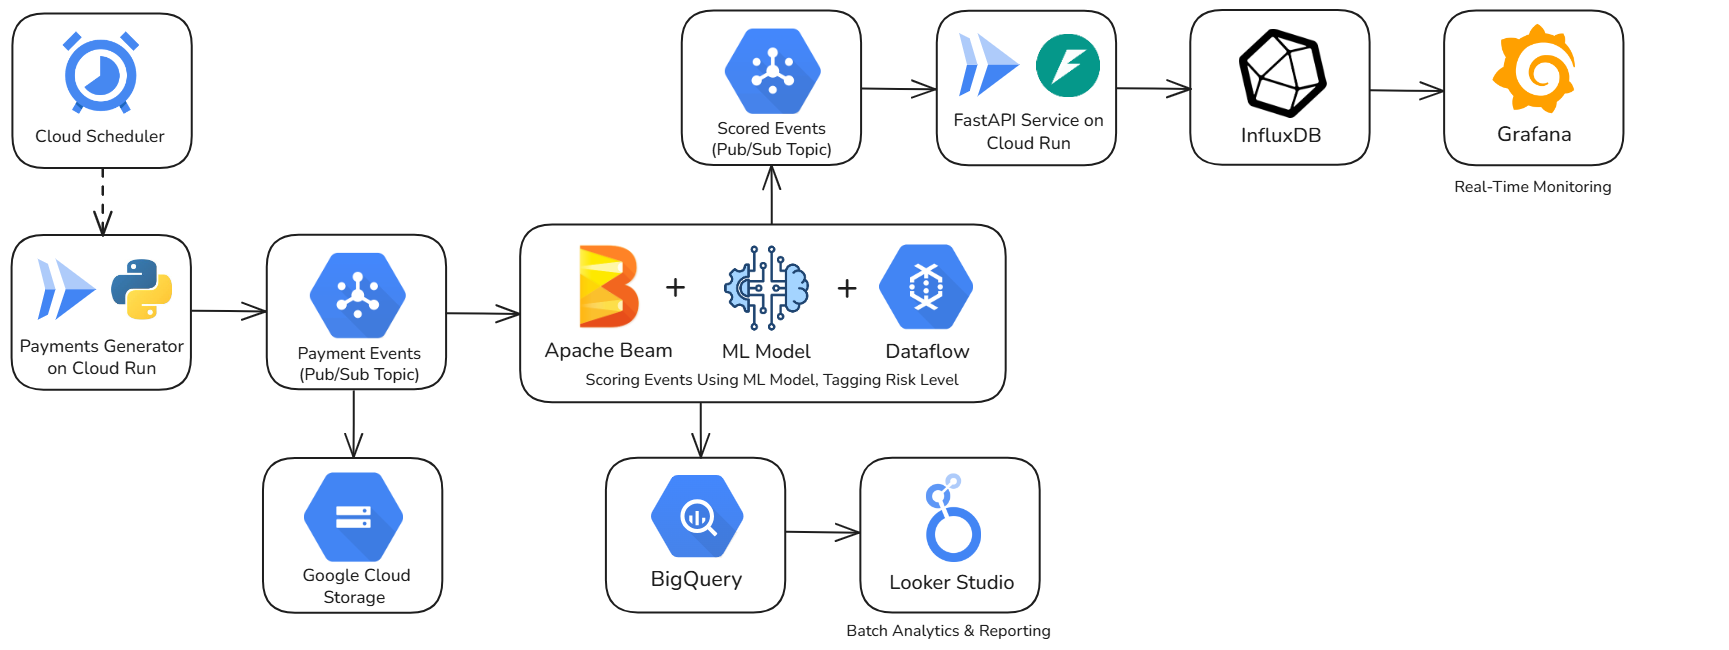 Cloud Scheduler
Scored Events
(Pub/Sub Topic)
FastAPI Service on
Cloud Run
InfluxDB
Grafana
Real-Time Monitoring
Payments Generator
on Cloud Run
Payment Events
(Pub/Sub Topic)
+
+
Apache Beam
ML Model
Dataflow
Scoring Events Using ML Model, Tagging Risk Level
Google Cloud
Storage
BigQuery
Looker Studio
Batch Analytics & Reporting